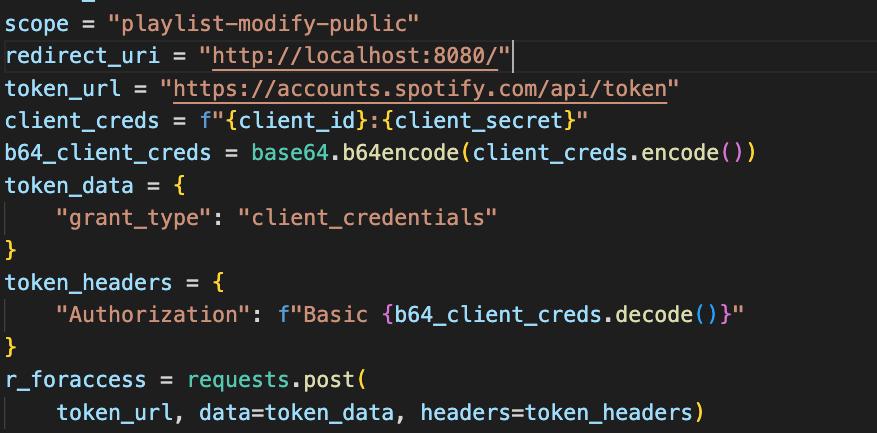 scope = "playlist-modify-public"
redirect_uri = "http://localhost:8080/"
token_url = "https://accounts.spotify.com/api/token"
client_creds = f"{client_id}:{client_secret}"
b64_client_creds = base64.b64encode(client_creds.encode())
token_data = {
    "grant_type": "client_credentials"
}
token_headers = {
    "Authorization": f"Basic {b64_client_creds.decode()}"
}
r_foraccess = requests.post(
    token_url, data=token_data, headers=token_headers)